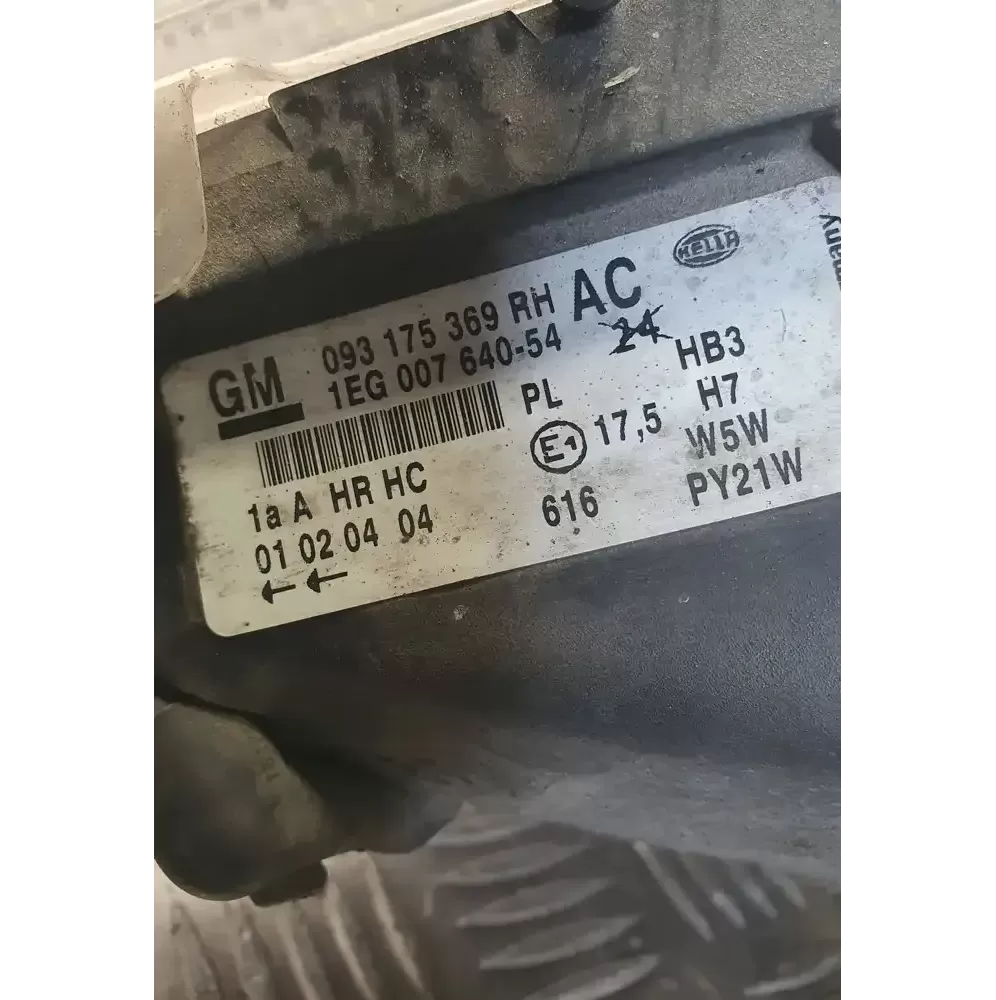 HELLA
many
GM 093 175 369 RH AC
1EG 007 640-54 24
PL HB3
E1 17,5 H7
W5W
1a A HR HC 616 PY21W
01 02 04 04
← ←